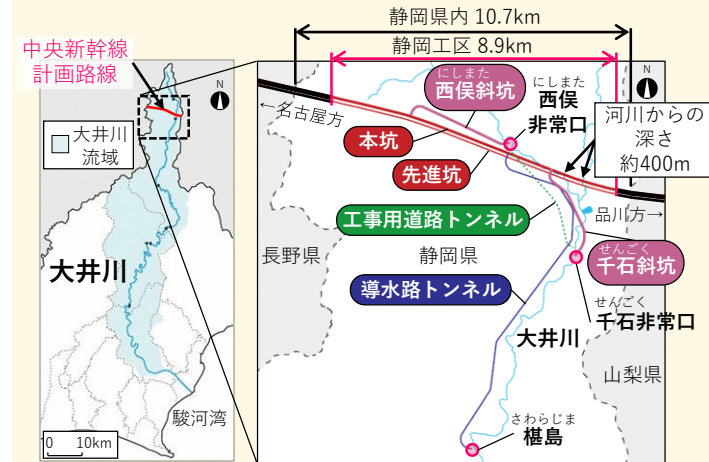 静岡県内 10.7km
静岡工区 8.9km
中央新幹線
計画路線
N
大井川
流域
大井川
駿河湾
0 10km
N
←名古屋方
にしまた
西俣斜坑
にしまた
西俣
非常口
河川からの
深さ
約400m
本坑
先進坑
品川方→
工事用道路トンネル
長野県
静岡県
せんごく
千石斜坑
導水路トンネル
せんごく
千石非常口
大井川
山梨県
さわらじま
椹島